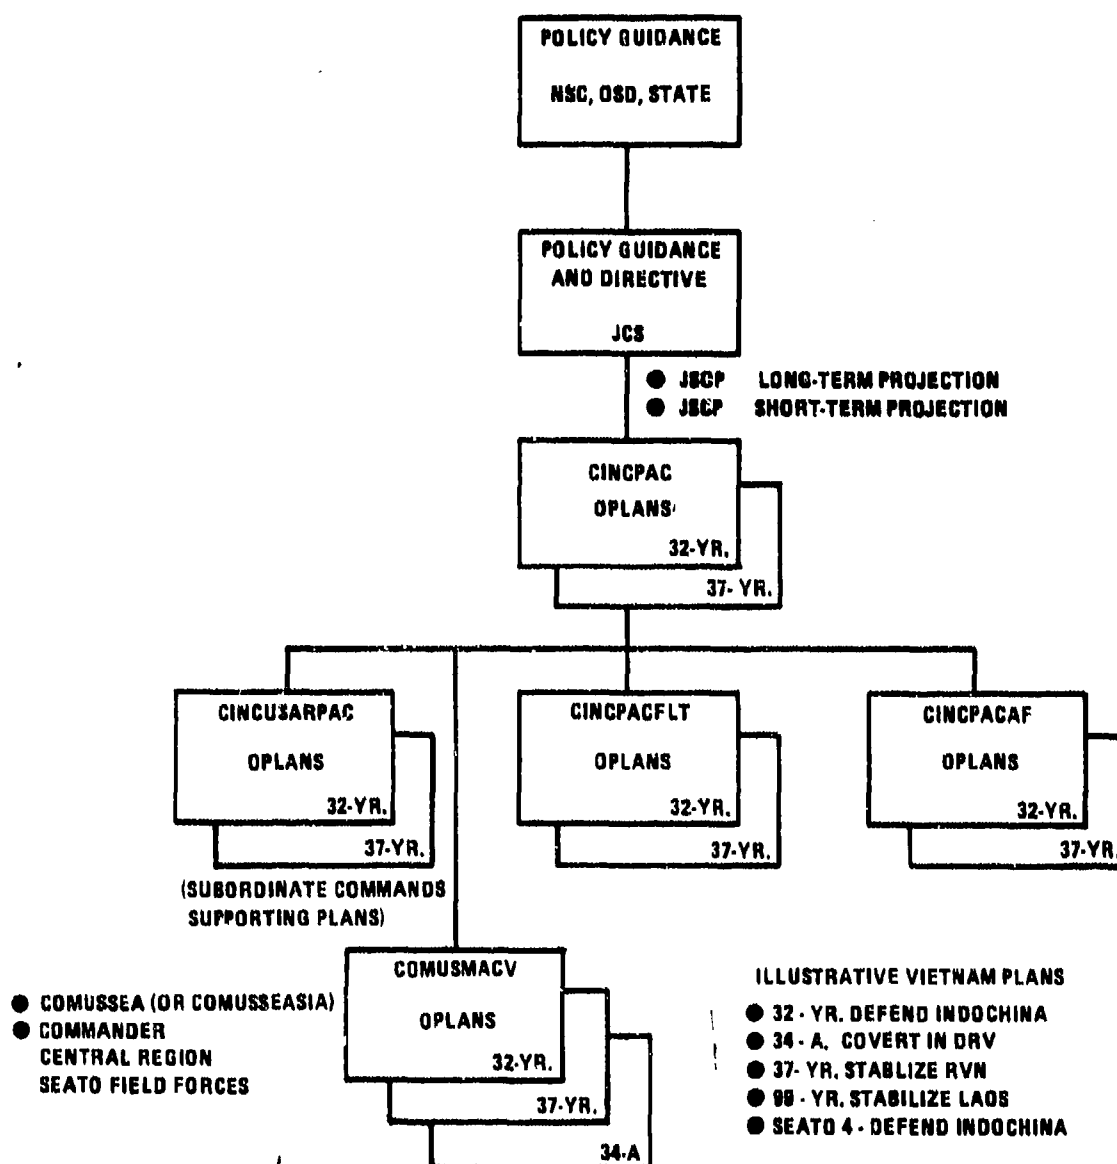 POLICY GUIDANCE
NSC, OSD, STATE
POLICY GUIDANCE
AND DIRECTIVE
JCS
● JSCP LONG-TERM PROJECTION
● JSCP SHORT-TERM PROJECTION
CINCPAC
OPLANS
32-YR.
37- YR.
CINCUSARPAC
OPLANS
32-YR.
37-YR.
CINCPACFLT
OPLANS
32-YR.
37-YR.
CINCPACAF
OPLANS
32-YR.
37-YR.
(SUBORDINATE COMMANDS
SUPPORTING PLANS)
● COMUSSEA (OR COMUSSEASIA)
● COMMANDER
CENTRAL REGION
SEATO FIELD FORCES
COMUSMACV
OPLANS
32-YR.
37-YR.
34-A
ILLUSTRATIVE VIETNAM PLANS
● 32 - YR. DEFEND INDOCHINA
● 34 - A. COVERT IN DRV
● 37- YR. STABLIZE RVN
● 99 - YR. STABILIZE LAOS
● SEATO 4 - DEFEND INDOCHINA